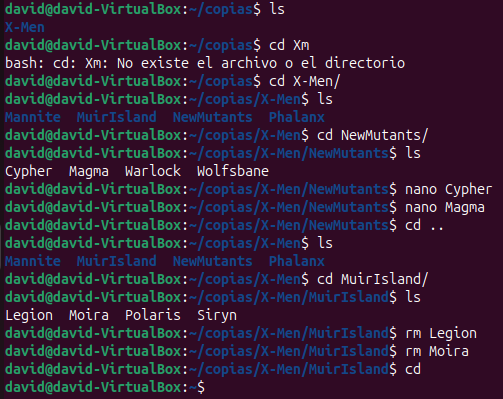 david@david-VirtualBox:~/copias$ ls
X-Men
david@david-VirtualBox:~/copias$ cd Xm
bash: cd: Xm: No existe el archivo o el directorio
david@david-VirtualBox:~/copias$ cd X-Men/
david@david-VirtualBox:~/copias/X-Men$ ls
Mannite  MuirIsland  NewMutants  Phalanx
david@david-VirtualBox:~/copias/X-Men$ cd NewMutants/
david@david-VirtualBox:~/copias/X-Men/NewMutants$ ls
Cypher  Magma  Warlock  Wolfsbane
david@david-VirtualBox:~/copias/X-Men/NewMutants$ nano Cypher
david@david-VirtualBox:~/copias/X-Men/NewMutants$ nano Magma
david@david-VirtualBox:~/copias/X-Men/NewMutants$ cd ..
david@david-VirtualBox:~/copias/X-Men$ ls
Mannite  MuirIsland  NewMutants  Phalanx
david@david-VirtualBox:~/copias/X-Men$ cd MuirIsland/
david@david-VirtualBox:~/copias/X-Men/MuirIsland$ ls
Legion  Moira  Polaris  Siryn
david@david-VirtualBox:~/copias/X-Men/MuirIsland$ rm Legion
david@david-VirtualBox:~/copias/X-Men/MuirIsland$ rm Moira
david@david-VirtualBox:~/copias/X-Men/MuirIsland$ cd
david@david-VirtualBox:~$